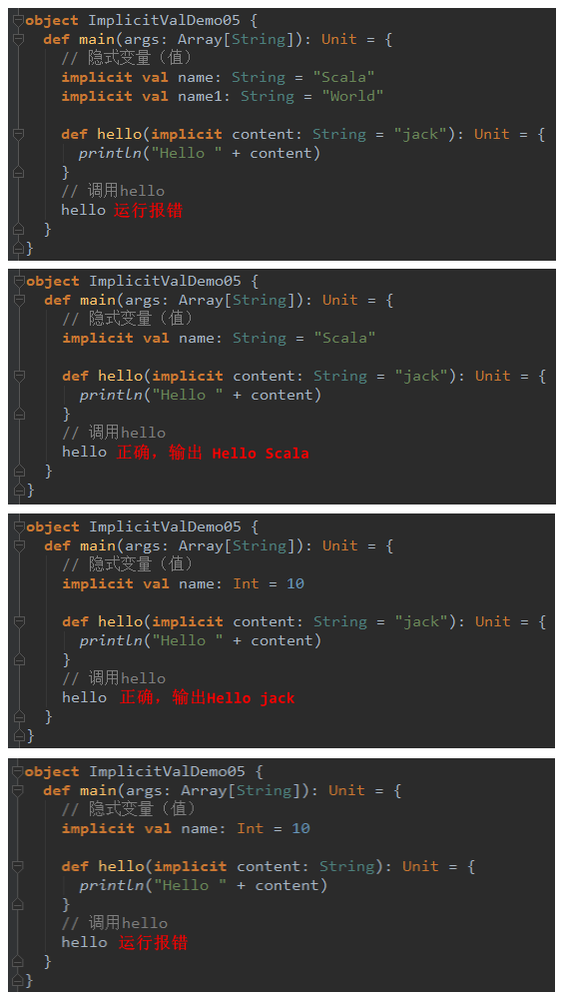 object ImplicitValDemo05 {
def main(args: Array[String]): Unit = {
// 隐式变量（值）
implicit val name: String = "Scala"
implicit val name1: String = "World"
def hello(implicit content: String = "jack"): Unit = {
println("Hello " + content)
}
// 调用hello
hello 运行报错
}
}
object ImplicitValDemo05 {
def main(args: Array[String]): Unit = {
// 隐式变量（值）
implicit val name: String = "Scala"
def hello(implicit content: String = "jack"): Unit = {
println("Hello " + content)
}
// 调用hello
hello 正确，输出 Hello Scala
}
}
object ImplicitValDemo05 {
def main(args: Array[String]): Unit = {
// 隐式变量（值）
implicit val name: Int = 10
def hello(implicit content: String = "jack"): Unit = {
println("Hello " + content)
}
// 调用hello
hello 正确，输出Hello jack
}
}
object ImplicitValDemo05 {
def main(args: Array[String]): Unit = {
// 隐式变量（值）
implicit val name: Int = 10
def hello(implicit content: String): Unit = {
println("Hello " + content)
}
// 调用hello
hello 运行报错
}
}